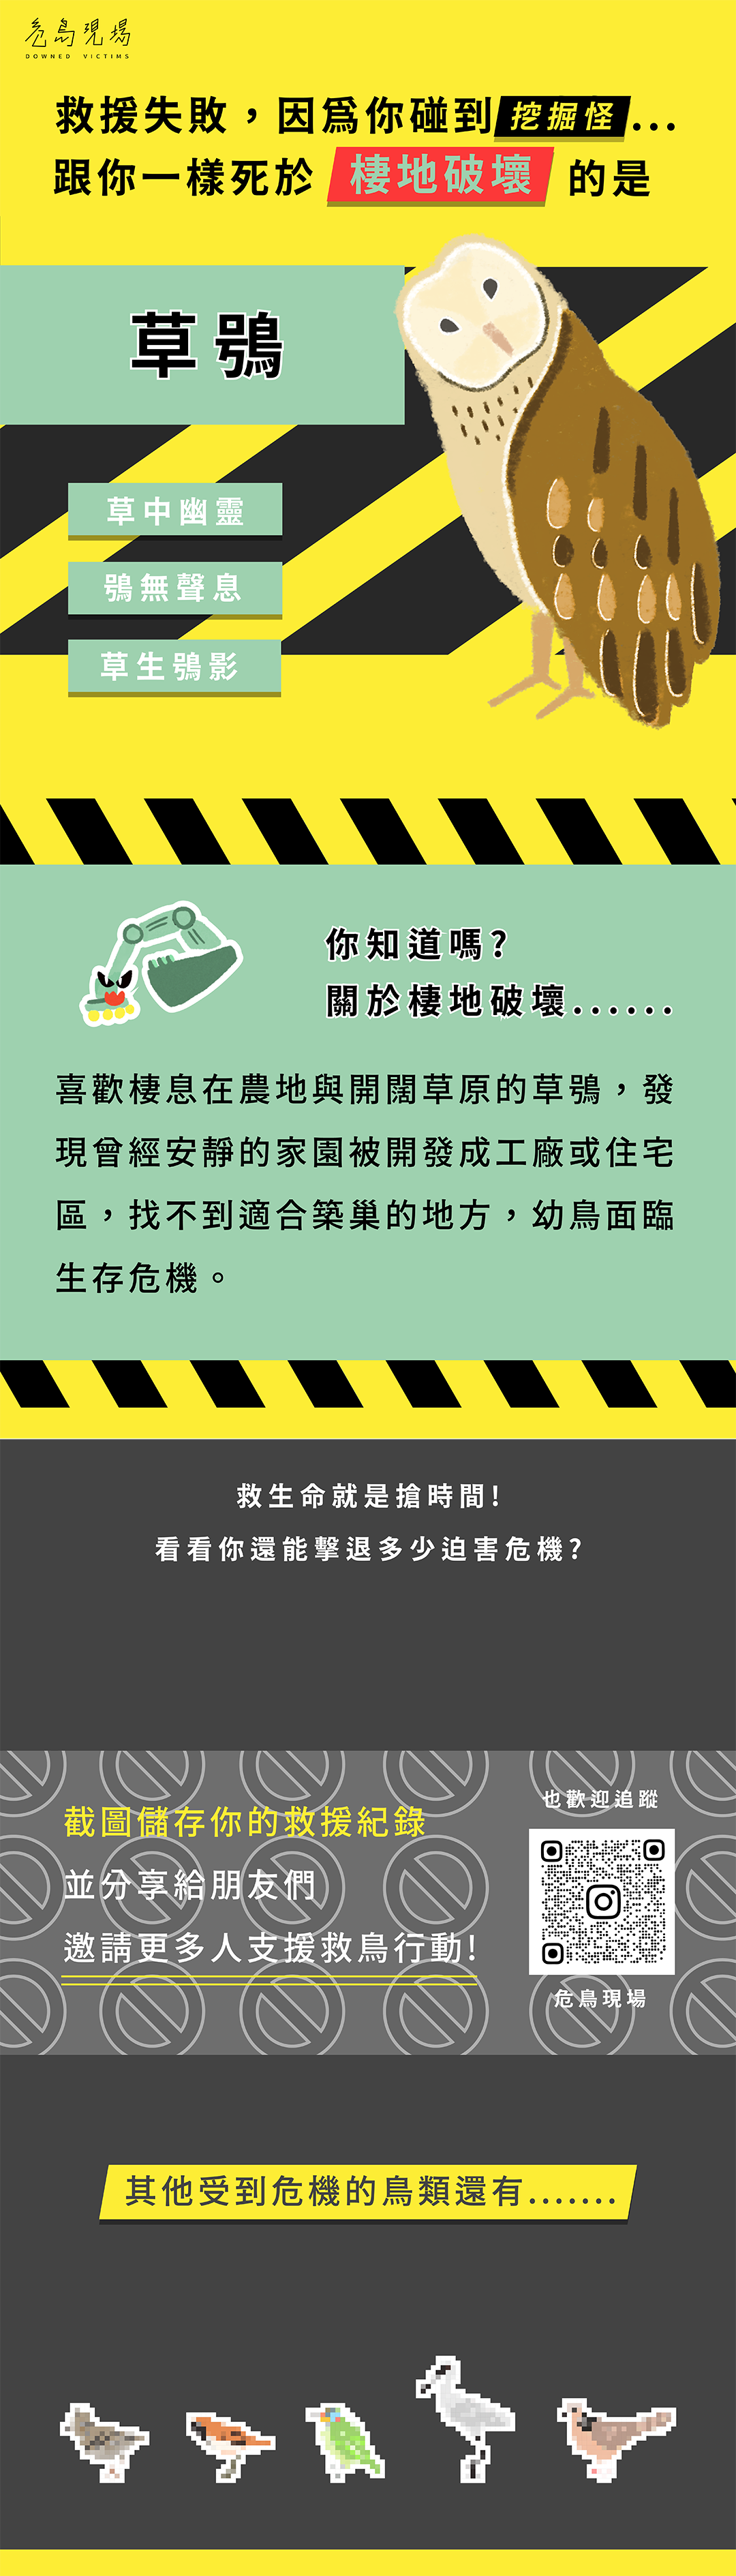 危鳥現場
DOWNED VICTIMS
救援失敗，因為你碰到挖掘怪...
跟你一樣死於 棲地破壞 的是
草鴞
草中幽靈
鴞無聲息
草生鴞影
你知道嗎?
關於棲地破壞......
喜歡棲息在農地與開闊草原的草鴞，發
現曾經安靜的家園被開發成工廠或住宅
區，找不到適合築巢的地方，幼鳥面臨
生存危機。
救生命就是搶時間!
看看你還能擊退多少迫害危機?
截圖儲存你的救援紀錄
並分享給朋友們
邀請更多人支援救鳥行動!
也歡迎追蹤
危鳥現場
其他受到危機的鳥類還有.......